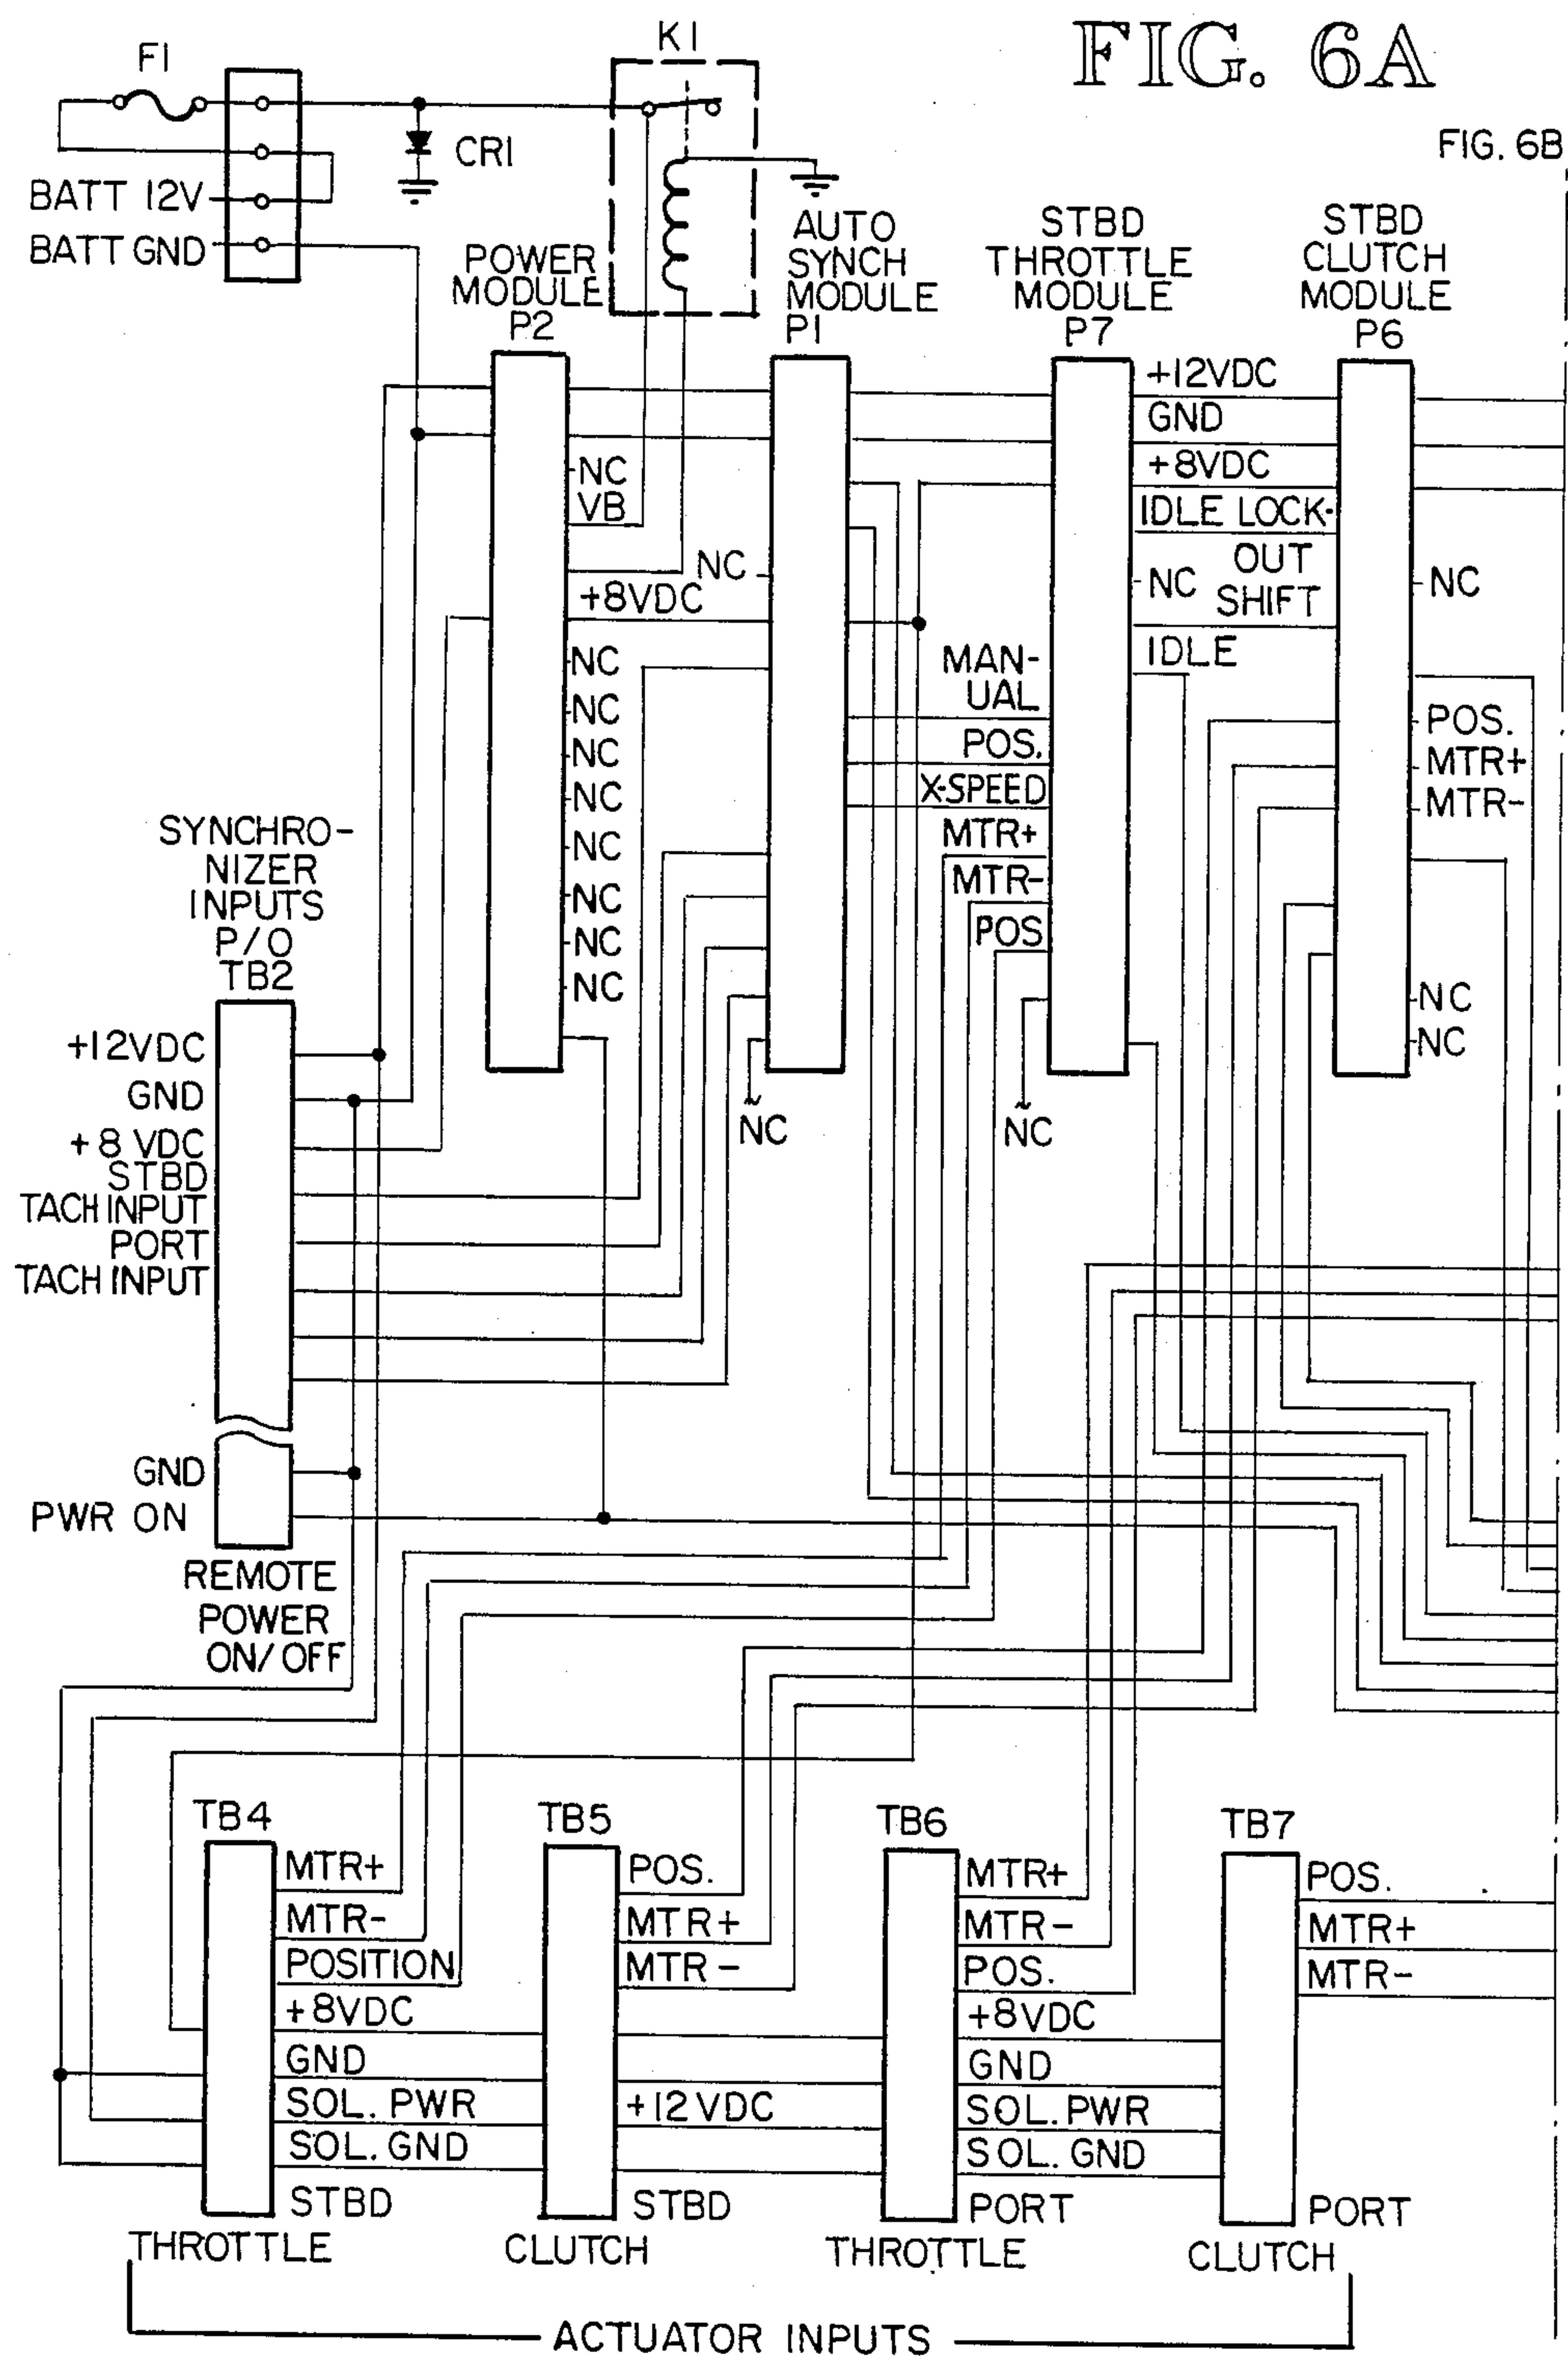 FIG. 6A
FIG. 6B
F1
K1
CR1
BATT 12V
BATT GND
POWER
MODULE
P2
AUTO
SYNCH
MODULE
P1
STBD
THROTTLE
MODULE
P7
STBD
CLUTCH
MODULE
P6
NC
VB
+8VDC
NC
NC
NC
NC
NC
NC
NC
NC
NC
NC
NC
MAN-
UAL
POS.
X-SPEED
MTR+
MTR-
POS
NC
+12VDC
GND
+8VDC
IDLE LOCK-
OUT
NC
SHIFT
IDLE
NC
POS.
MTR+
MTR-
NC
NC
SYNCHRO-
NIZER
INPUTS
P/O
TB2
+12VDC
GND
+8 VDC
STBD
TACH INPUT
PORT
TACH INPUT
GND
PWR ON
REMOTE
POWER
ON/OFF
TB4
MTR+
MTR-
POSITION
+8VDC
GND
SOL. PWR
SOL. GND
STBD
THROTTLE
TB5
POS.
MTR+
MTR-
+12VDC
STBD
CLUTCH
TB6
MTR+
MTR-
POS.
+8VDC
GND
SOL. PWR
SOL. GND
PORT
THROTTLE
TB7
POS.
MTR+
MTR-
PORT
CLUTCH
ACTUATOR INPUTS